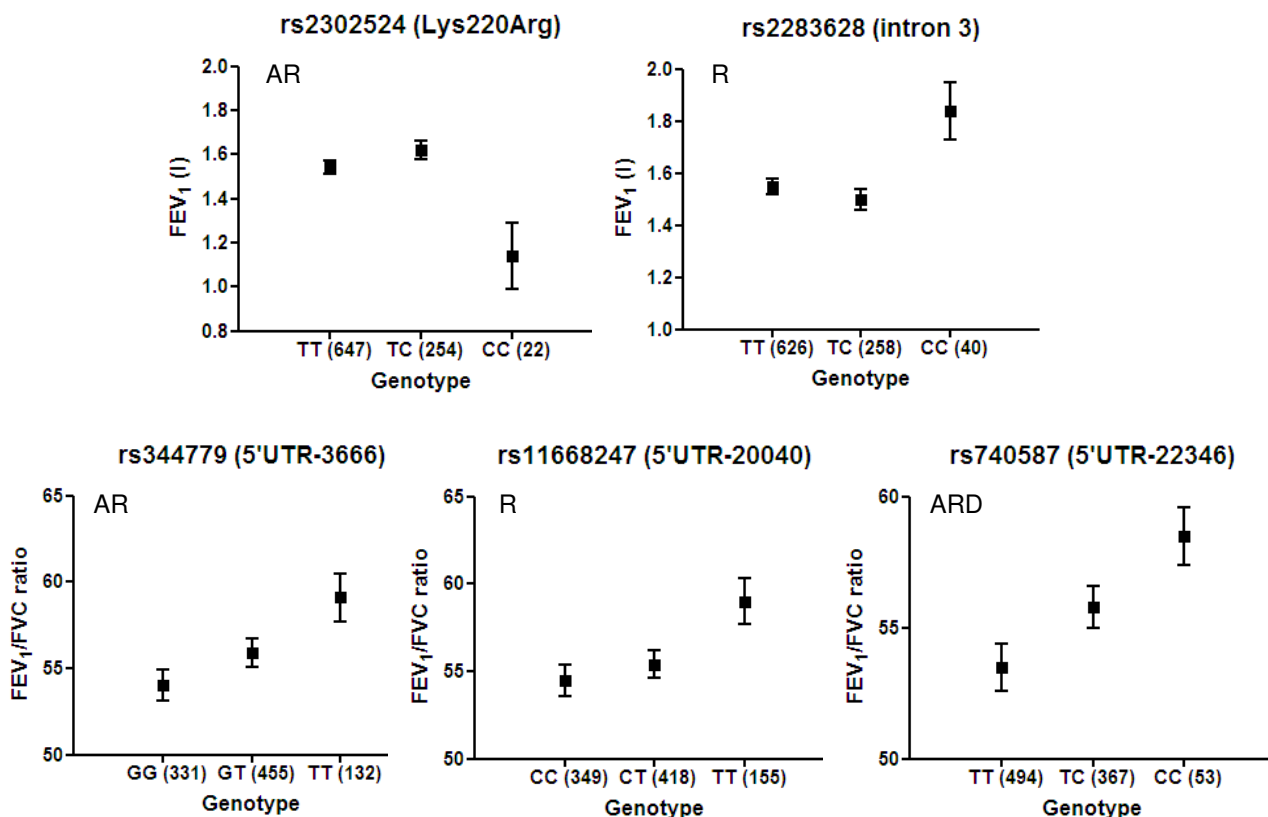 rs2302524 (Lys220Arg)
AR
FEV1 (l)
2.0
1.8
1.6
1.4
1.2
1.0
0.8
TT (647) TC (254) CC (22)
Genotype
rs2283628 (intron 3)
R
FEV1 (l)
2.0
1.8
1.6
1.4
1.2
1.0
TT (626) TC (258) CC (40)
Genotype
rs344779 (5'UTR-3666)
AR
FEV1/FVC ratio
65
60
55
50
GG (331) GT (455) TT (132)
Genotype
rs11668247 (5'UTR-20040)
R
FEV1/FVC ratio
65
60
55
50
CC (349) CT (418) TT (155)
Genotype
rs740587 (5'UTR-22346)
ARD
FEV1/FVC ratio
60
55
50
TT (494) TC (367) CC (53)
Genotype